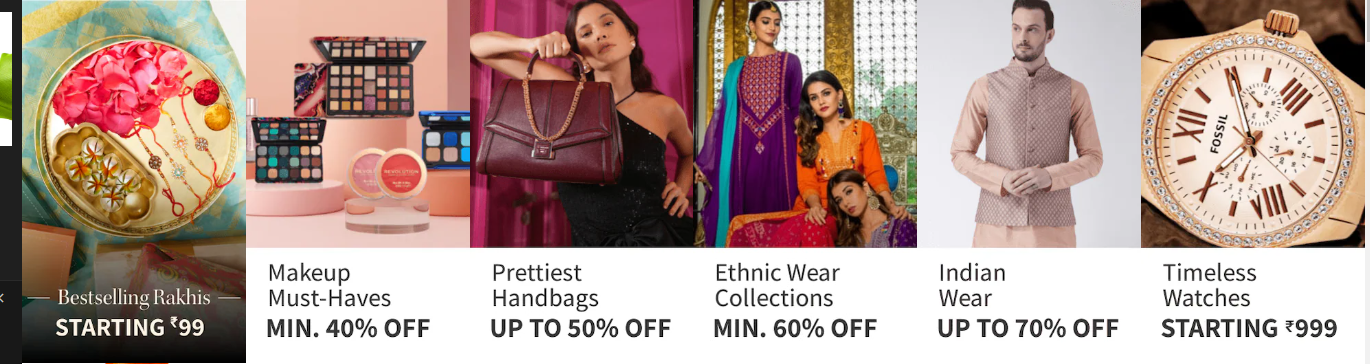 Bestselling Rakhis
STARTING ₹99
Makeup
Must-Haves
MIN. 40% OFF
Prettiest
Handbags
UP TO 50% OFF
Ethnic Wear
Collections
MIN. 60% OFF
Indian
Wear
UP TO 70% OFF
FOSSIL
Timeless
Watches
STARTING ₹999